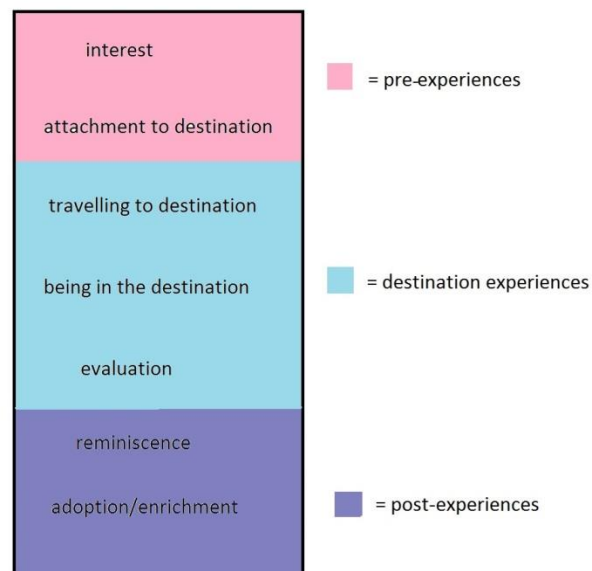 interest
attachment to destination
travelling to destination
being in the destination
evaluation
reminiscence
adoption/enrichment
= pre-experiences
= destination experiences
= post-experiences